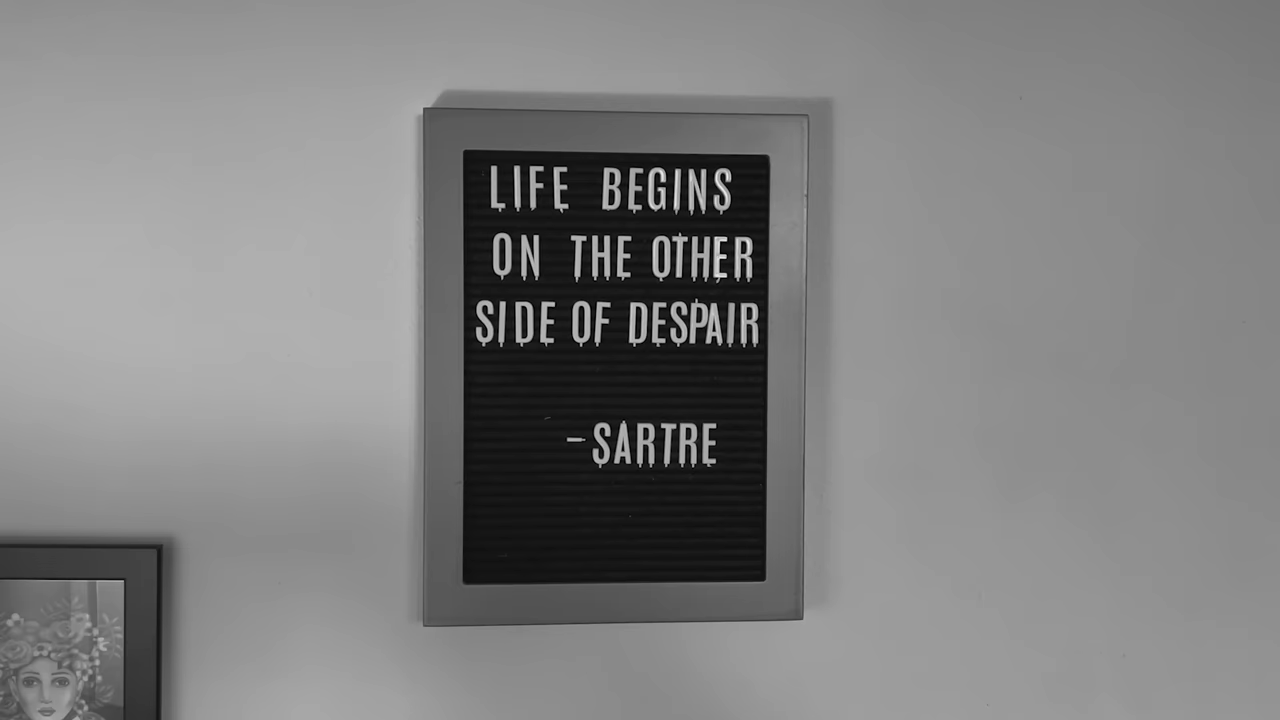 LIFE BEGINS
ON THE OTHER
SIDE OF DESPAIR
-SARTRE